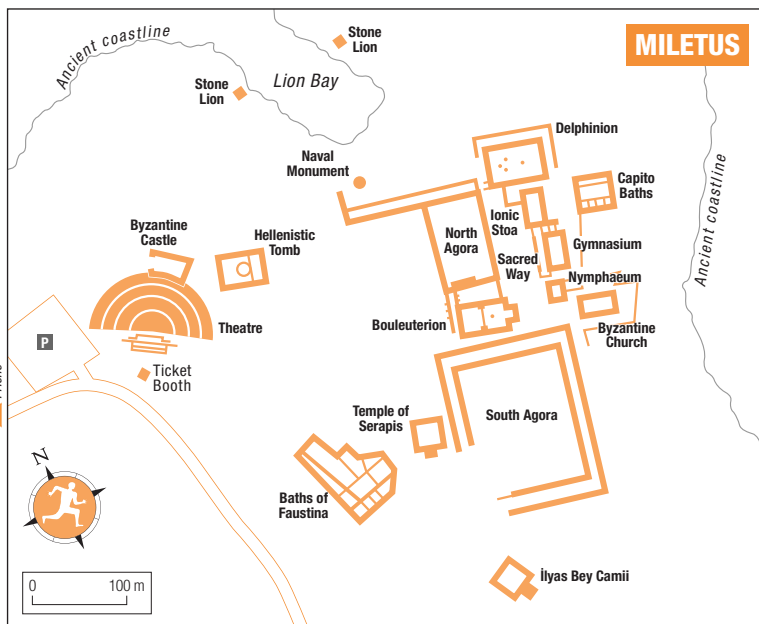 MILETUS
Ancient coastline
Stone
Lion
Lion Bay
Stone
Lion
Delphinion
Naval
Monument
Capito
Baths
Ionic
Stoa
North
Agora
Byzantine
Castle
Hellenistic
Tomb
Gymnasium
Sacred
Way
Nymphaeum
Ancient coastline
Theatre
Bouleuterion
Byzantine
Church
P
Ticket
Booth
Temple of
Serapis
South Agora
N
Baths of
Faustina
İlyas Bey Camii
0 100 m